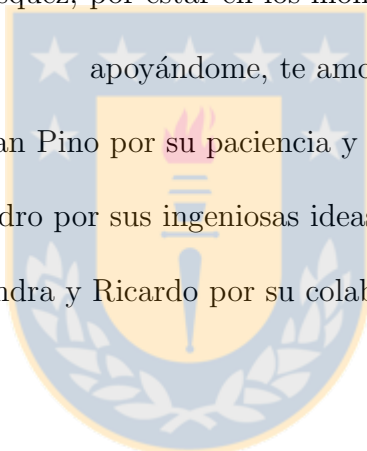 squez, por estar en los mom
apoyándome, te amo
an Pino por su paciencia y
dro por sus ingeniosas ideas
ndra y Ricardo por su colab